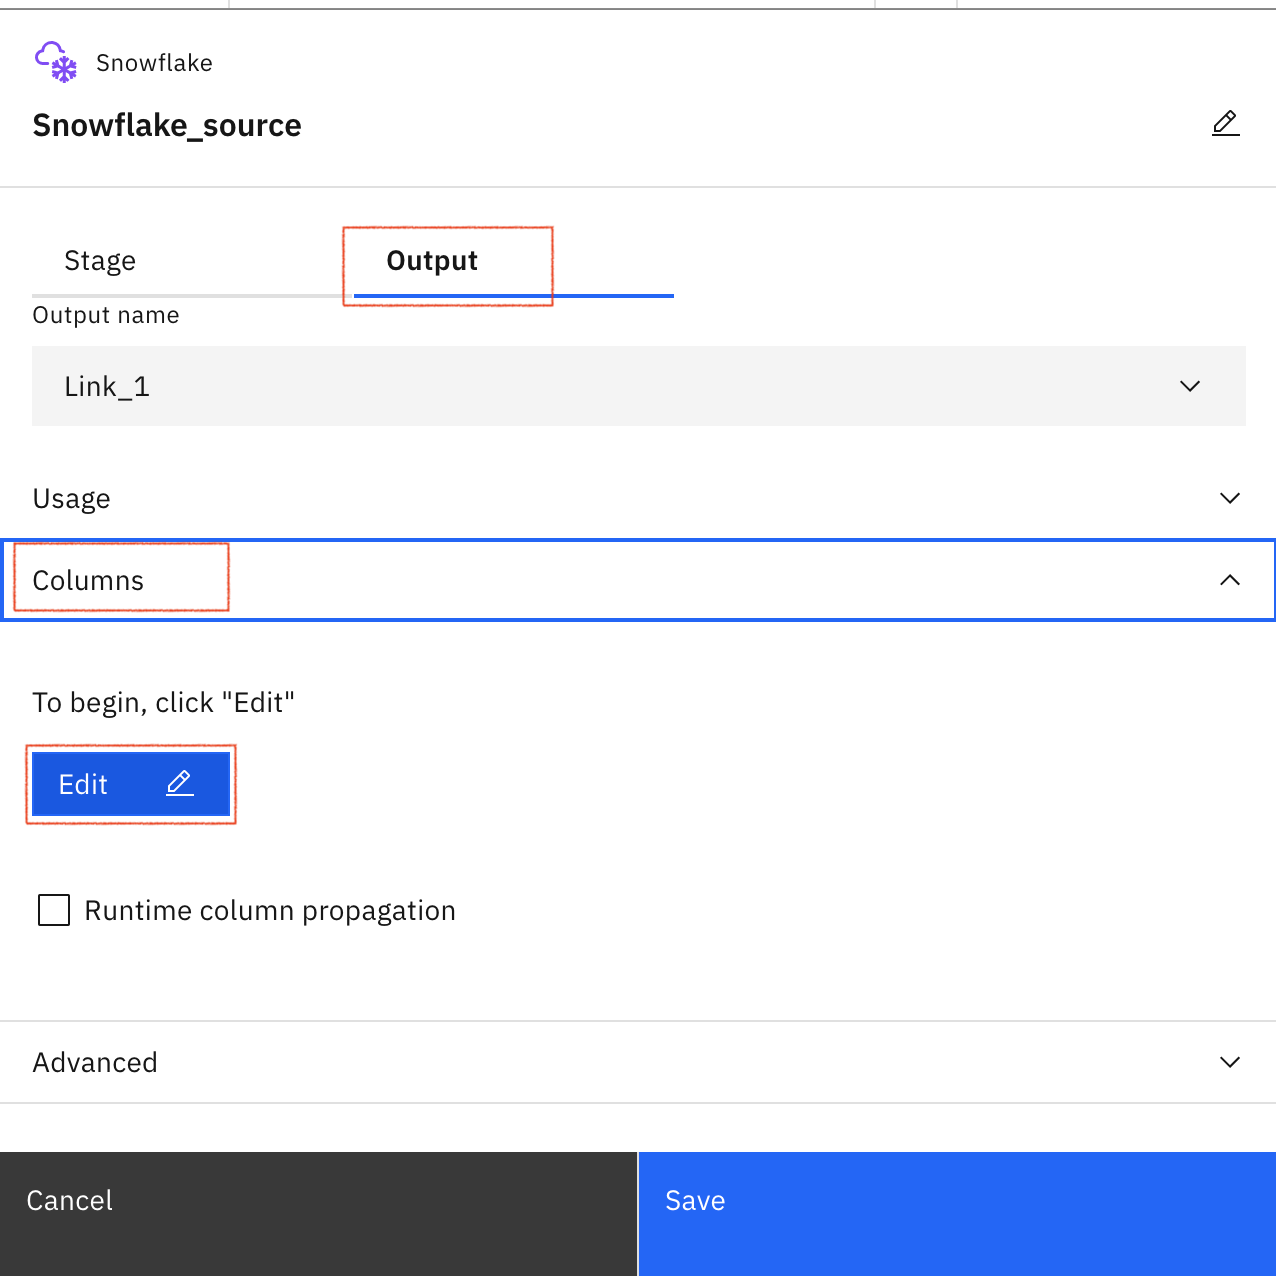 Snowflake
Snowflake_source
Stage
Output
Output name
Link_1
Usage
Columns
To begin, click "Edit"
Edit
Runtime column propagation
Advanced
Cancel
Save